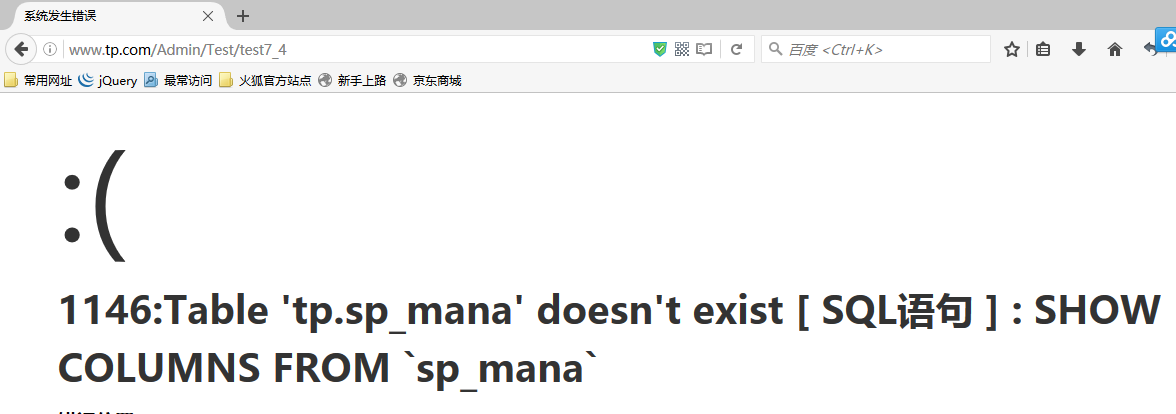 系统发生错误
www.tp.com/Admin/Test/test7_4
百度 <Ctrl+K>
常用网址 jQuery 最常访问 火狐官方站点 新手上路 京东商城
:(
1146:Table 'tp.sp_mana' doesn't exist [ SQL语句 ] : SHOW
COLUMNS FROM `sp_mana`